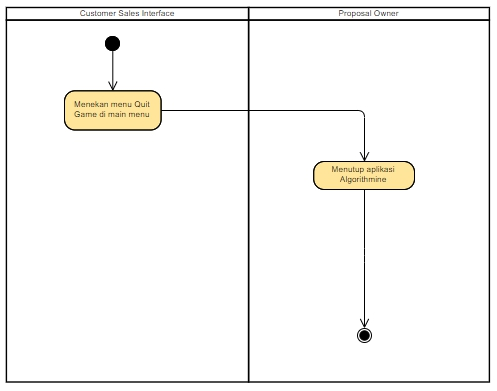 Customer Sales Interface
Proposal Owner
Menekan menu Quit
Game di main menu
Menutup aplikasi
Algorithmine